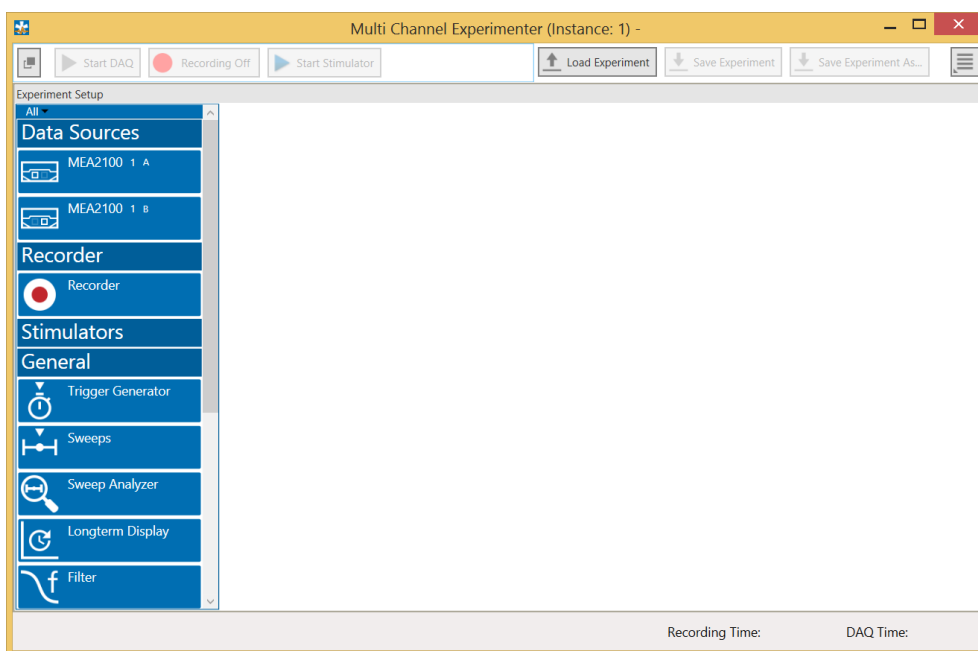 Multi Channel Experimenter (Instance: 1) -
Start DAQ
Recording Off
Start Stimulator
Load Experiment
Save Experiment
Save Experiment As...
Experiment Setup
All
Data Sources
MEA2100 1 A
MEA2100 1 B
Recorder
Recorder
Stimulators
General
Trigger Generator
Sweeps
Sweep Analyzer
Longterm Display
Filter
Recording Time:
DAQ Time: